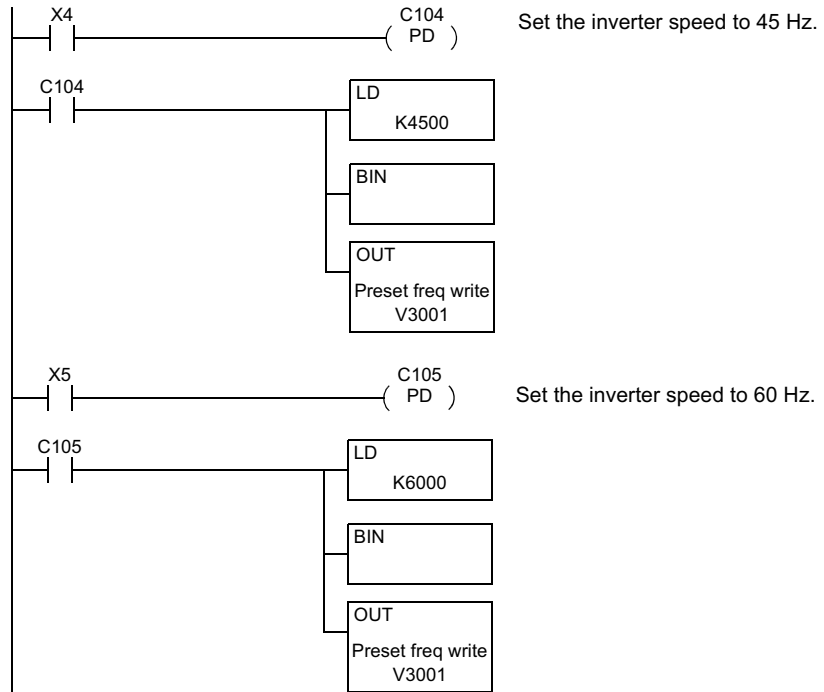 X4
C104
PD
Set the inverter speed to 45 Hz.
C104
LD
K4500
BIN
OUT
Preset freq write
V3001
X5
C105
PD
Set the inverter speed to 60 Hz.
C105
LD
K6000
BIN
OUT
Preset freq write
V3001